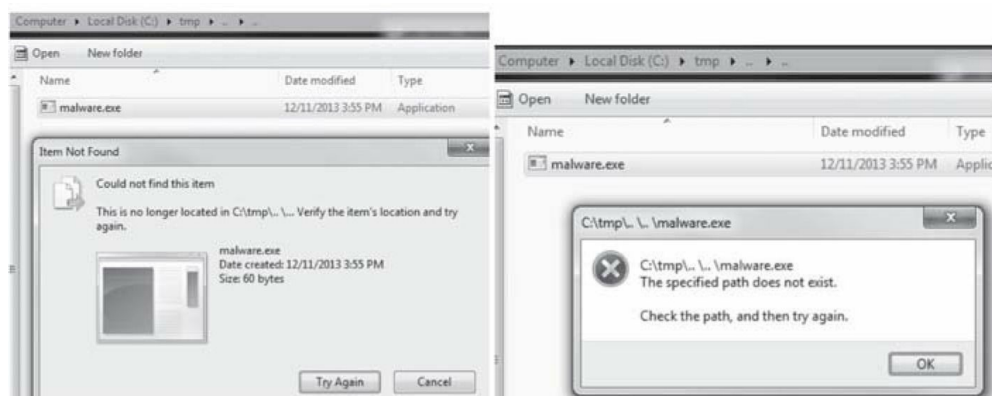 Computer ▸ Local Disk (C:) ▸ tmp ▸ .. ▸ ..
Open New folder
Name Date modified Type
malware.exe 12/11/2013 3:55 PM Application
Item Not Found
Could not find this item
This is no longer located in C:\tmp\.. \... Verify the item's location and try
again.
malware.exe
Date created: 12/11/2013 3:55 PM
Size: 60 bytes
Try Again Cancel
Computer ▸ Local Disk (C:) ▸ tmp ▸ .. ▸ ..
Open New folder
Name Date modified Type
malware.exe 12/11/2013 3:55 PM Applic
C:\tmp\.. \.. \malware.exe
C:\tmp\.. \.. \malware.exe
The specified path does not exist.
Check the path, and then try again.
OK